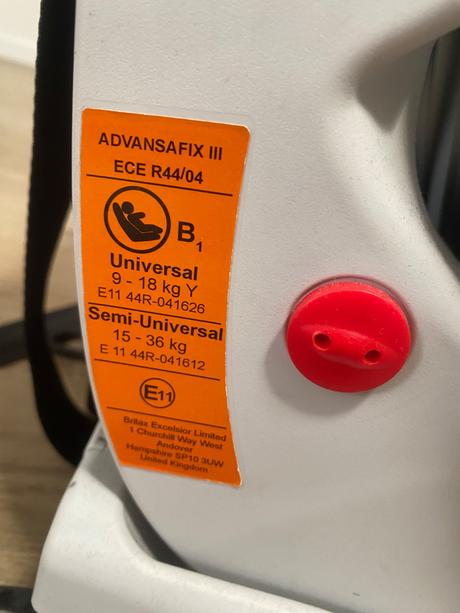 ADVANSAFIX III
ECE R44/04
B1
Universal
9 - 18 kg Y
E11 44R-041626
Semi-Universal
15 - 36 kg
E 11 44R-041612
E11
Britax Excelsior Limited
1 Churchill Way West
Andover
Hampshire SP10 3UW
United Kingdom